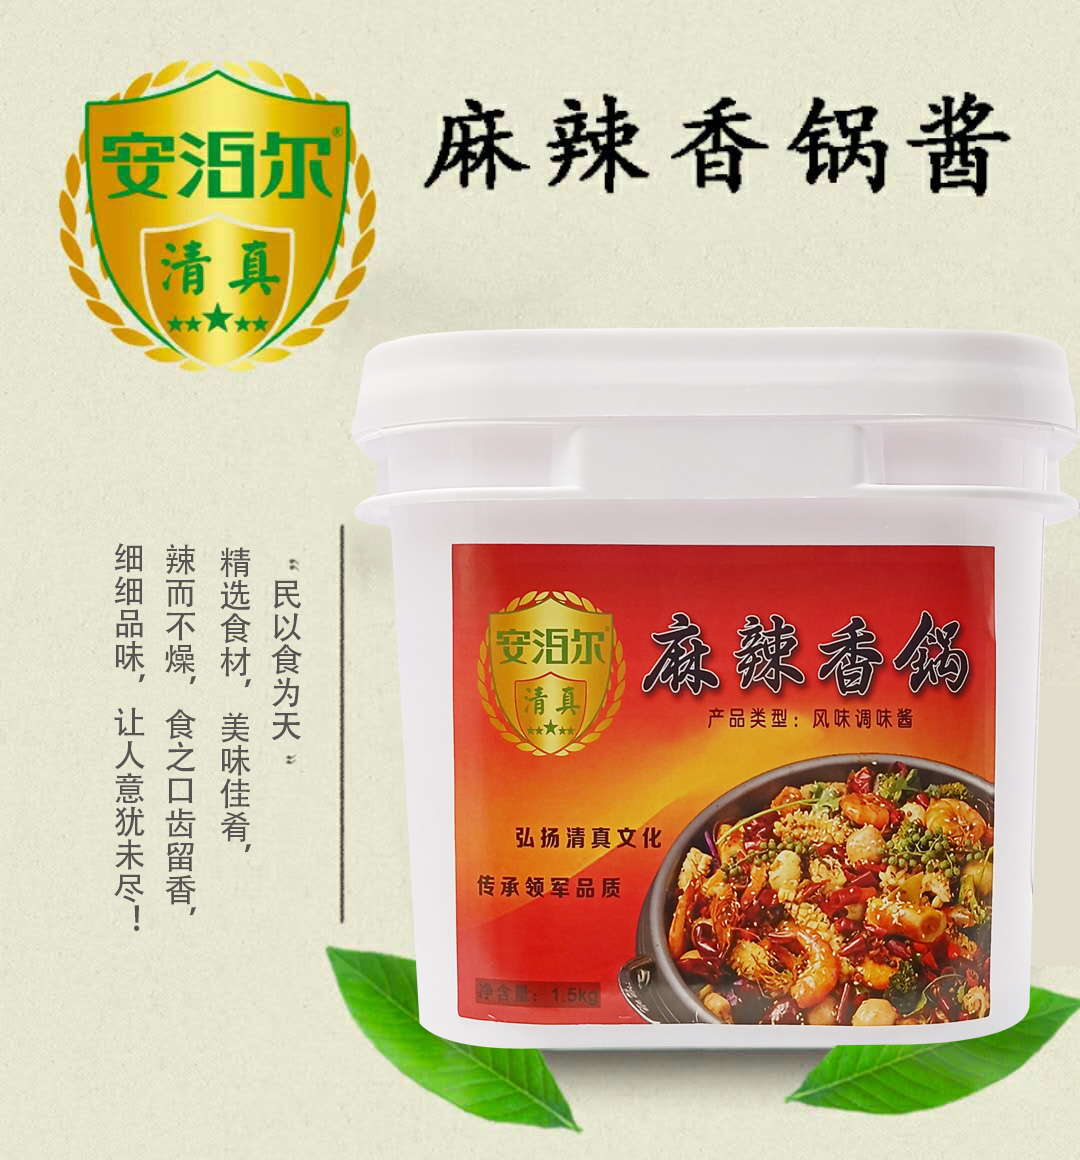 安泊尔®
清真
麻辣香锅酱
”民以食为天“
精选食材，美味佳肴，
辣而不燥，食之口齿留香，
细细品味，让人意犹未尽！
安泊尔®
清真
麻辣香锅
产品类型：风味调味酱
弘扬清真文化
传承领军品质
净含量：1.5kg